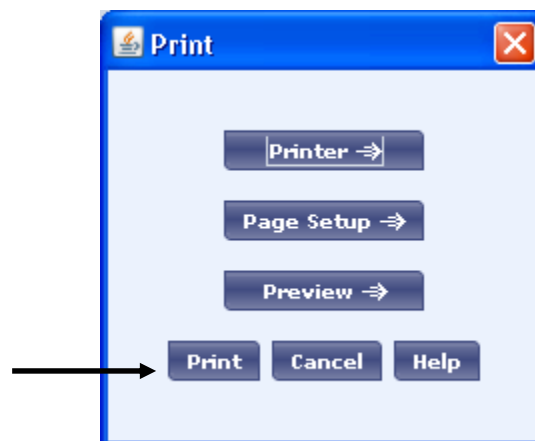 Print
Printer
Page Setup
Preview
Print Cancel Help